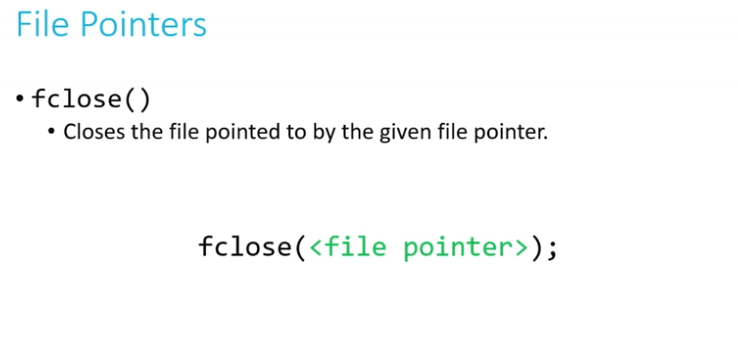 File Pointers
• fclose()
• Closes the file pointed to by the given file pointer.
fclose(<file pointer>);